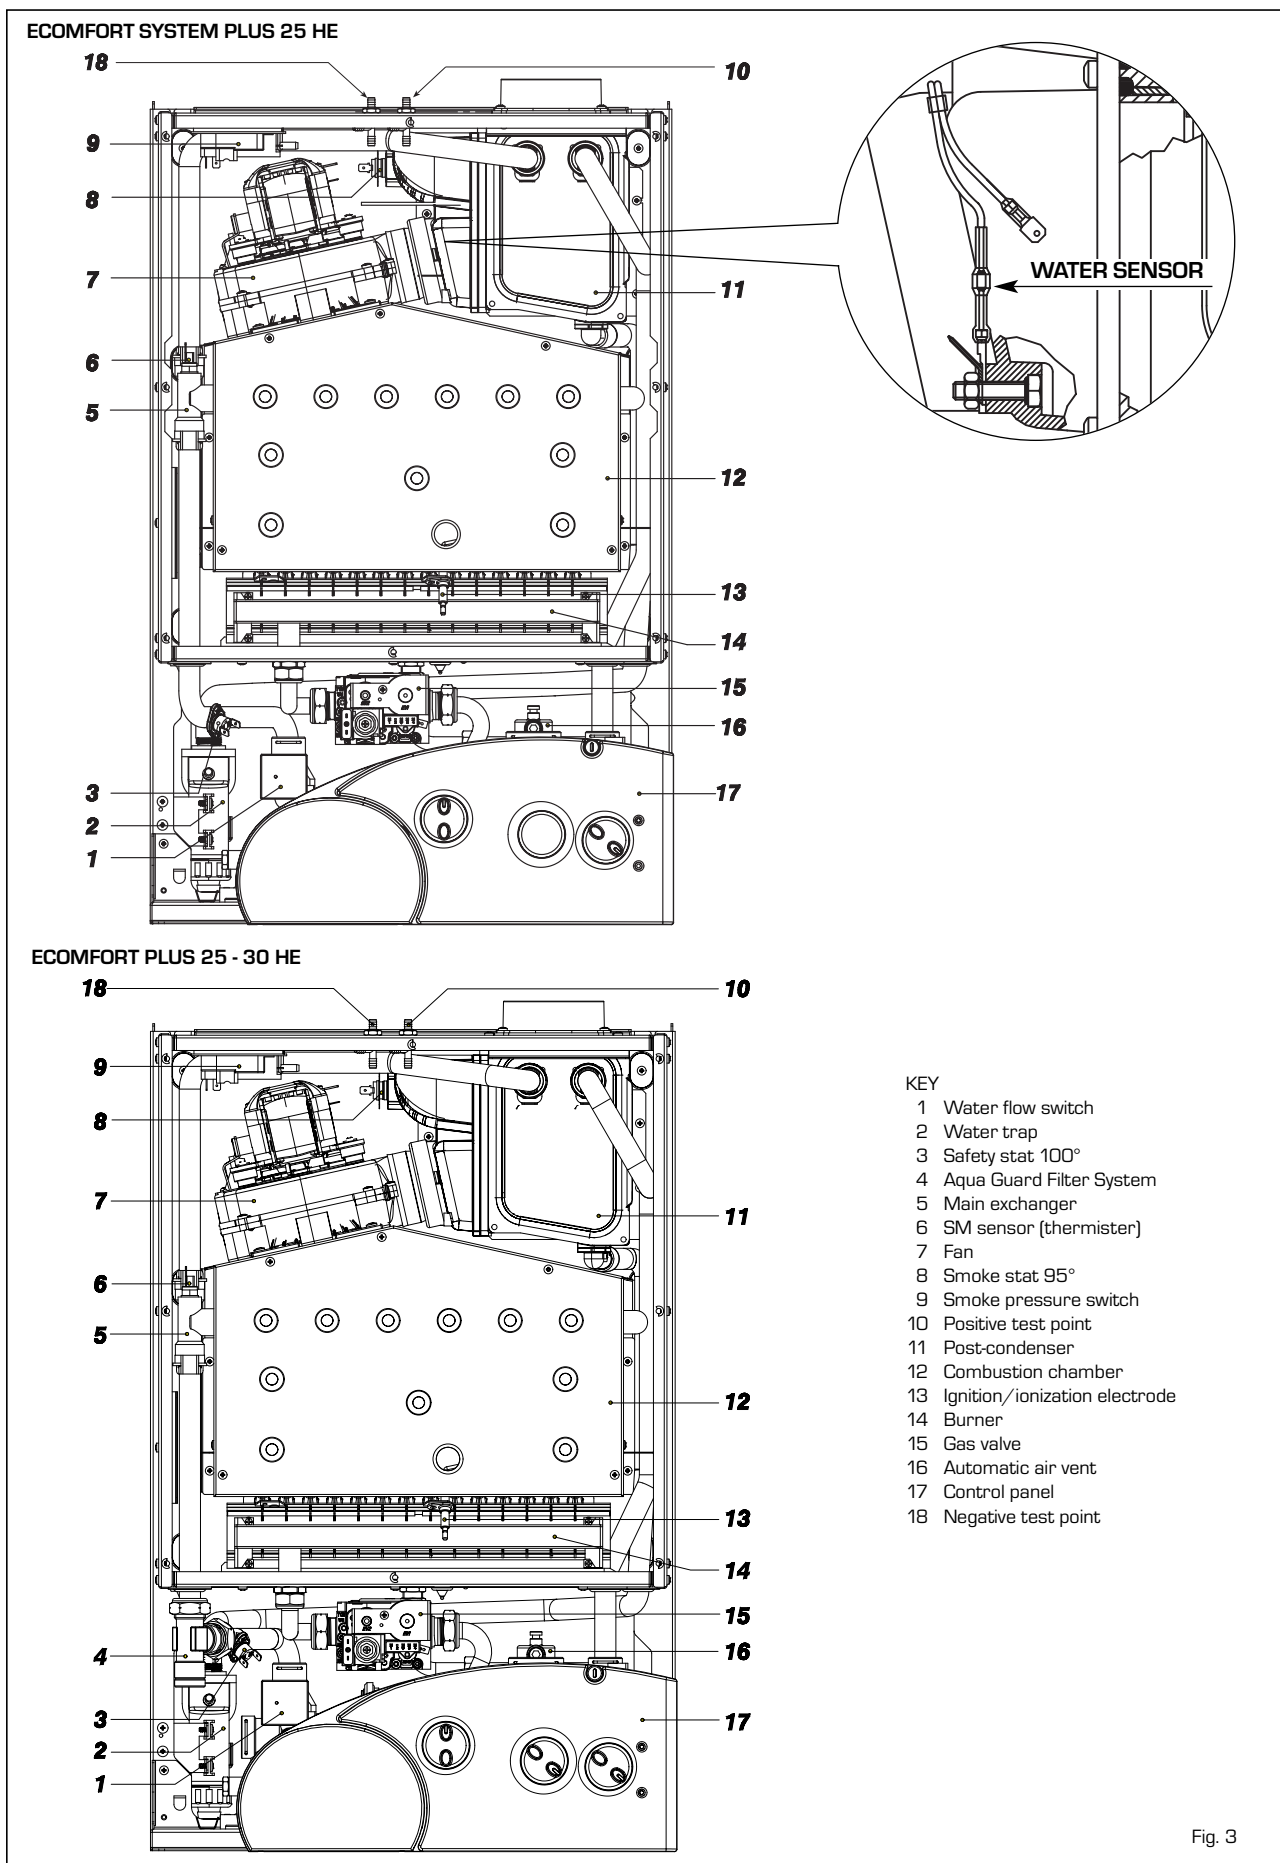 ECOMFORT SYSTEM PLUS 25 HE
18
10
9
8
7
11
WATER SENSOR
6
5
12
13
14
15
16
3
17
2
1
ECOMFORT PLUS 25 - 30 HE
18
10
9
8
7
11
6
5
12
13
14
15
4
16
3
17
2
1
KEY
1 Water flow switch
2 Water trap
3 Safety stat 100°
4 Aqua Guard Filter System
5 Main exchanger
6 SM sensor (thermister)
7 Fan
8 Smoke stat 95°
9 Smoke pressure switch
10 Positive test point
11 Post-condenser
12 Combustion chamber
13 Ignition/ionization electrode
14 Burner
15 Gas valve
16 Automatic air vent
17 Control panel
18 Negative test point
Fig. 3